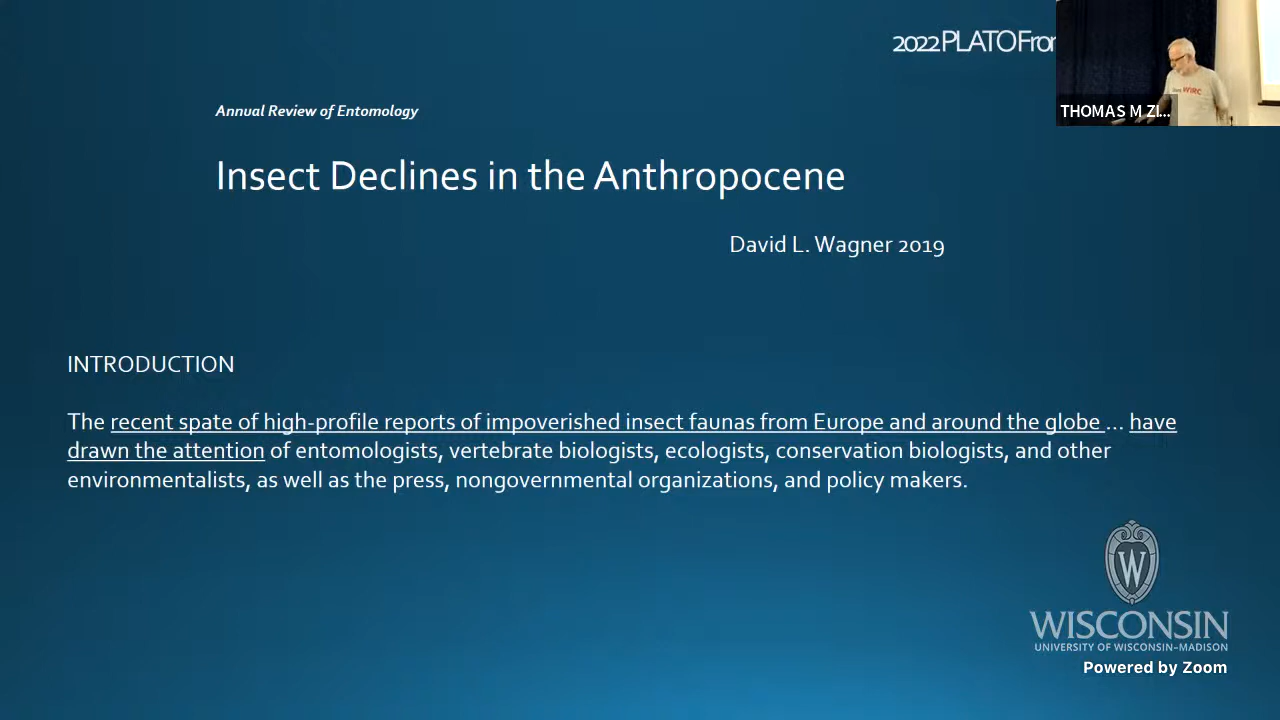 2022 PLATO Fron
THOMAS M ZI...
Annual Review of Entomology
Insect Declines in the Anthropocene
David L. Wagner 2019
INTRODUCTION
The recent spate of high-profile reports of impoverished insect faunas from Europe and around the globe ... have
drawn the attention of entomologists, vertebrate biologists, ecologists, conservation biologists, and other
environmentalists, as well as the press, nongovernmental organizations, and policy makers.
W
WISCONSIN
UNIVERSITY OF WISCONSIN–MADISON
Powered by Zoom